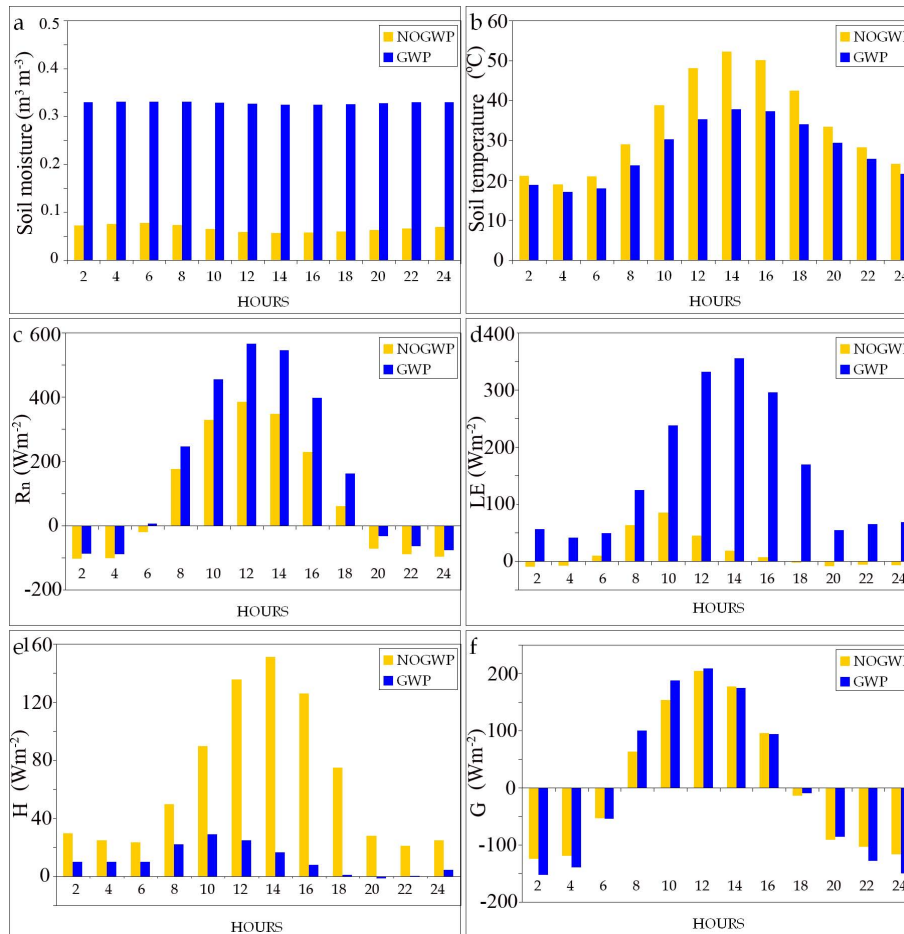 a
NOGWP
GWP
Soil moisture (m³ m⁻³)
0.5
0.4
0.3
0.2
0.1
0
2 4 6 8 10 12 14 16 18 20 22 24
HOURS
b
NOGWP
GWP
Soil temperature (°C)
60
50
40
30
20
10
0
2 4 6 8 10 12 14 16 18 20 22 24
HOURS
c
NOGWP
GWP
Rn (Wm⁻²)
600
400
200
0
-200
2 4 6 8 10 12 14 16 18 20 22 24
HOURS
d
NOGWP
GWP
LE (Wm⁻²)
400
300
200
100
0
2 4 6 8 10 12 14 16 18 20 22 24
HOURS
e
NOGWP
GWP
H (Wm⁻²)
160
120
80
40
0
2 4 6 8 10 12 14 16 18 20 22 24
HOURS
f
NOGWP
GWP
G (Wm⁻²)
200
100
0
-100
-200
2 4 6 8 10 12 14 16 18 20 22 24
HOURS